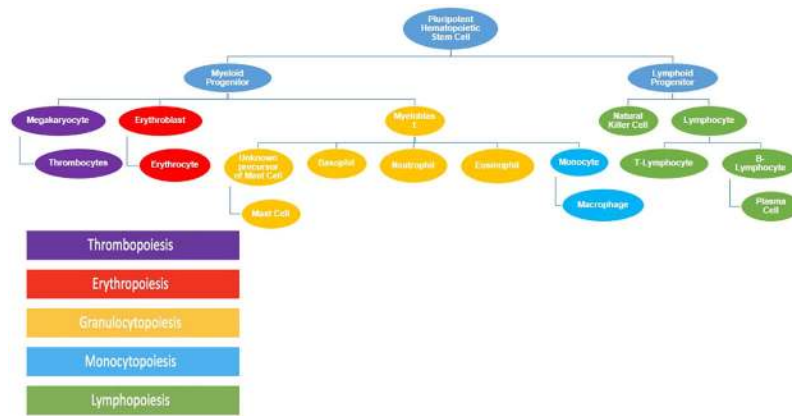 Pluripotent
Hematopoietic
Stem Cell
Myeloid
Progenitor
Lymphoid
Progenitor
Megakaryocyte
Erythroblast
Myeloblas
t
Natural
Killer Cell
Lymphocyte
Thrombocytes
Erythrocyte
Unknown
precursor
of Mast Cell
Basophil
Neutrophil
Eosinophil
Monocyte
T-Lymphocyte
B-
Lymphocyte
Mast Cell
Macrophage
Plasma
Cell
Thrombopoiesis
Erythropoiesis
Granulocytopoiesis
Monocytopoiesis
Lymphopoiesis